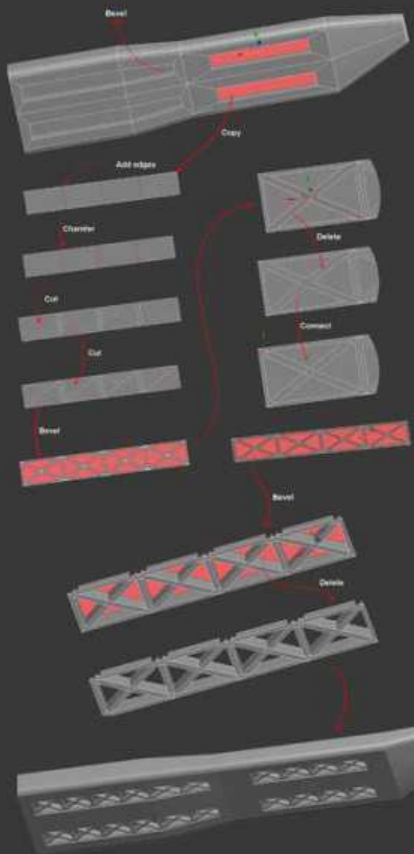 Bevel
Copy
Add edges
Chamfer
Cut
Cut
Bevel
Delete
Connect
Bevel
Delete